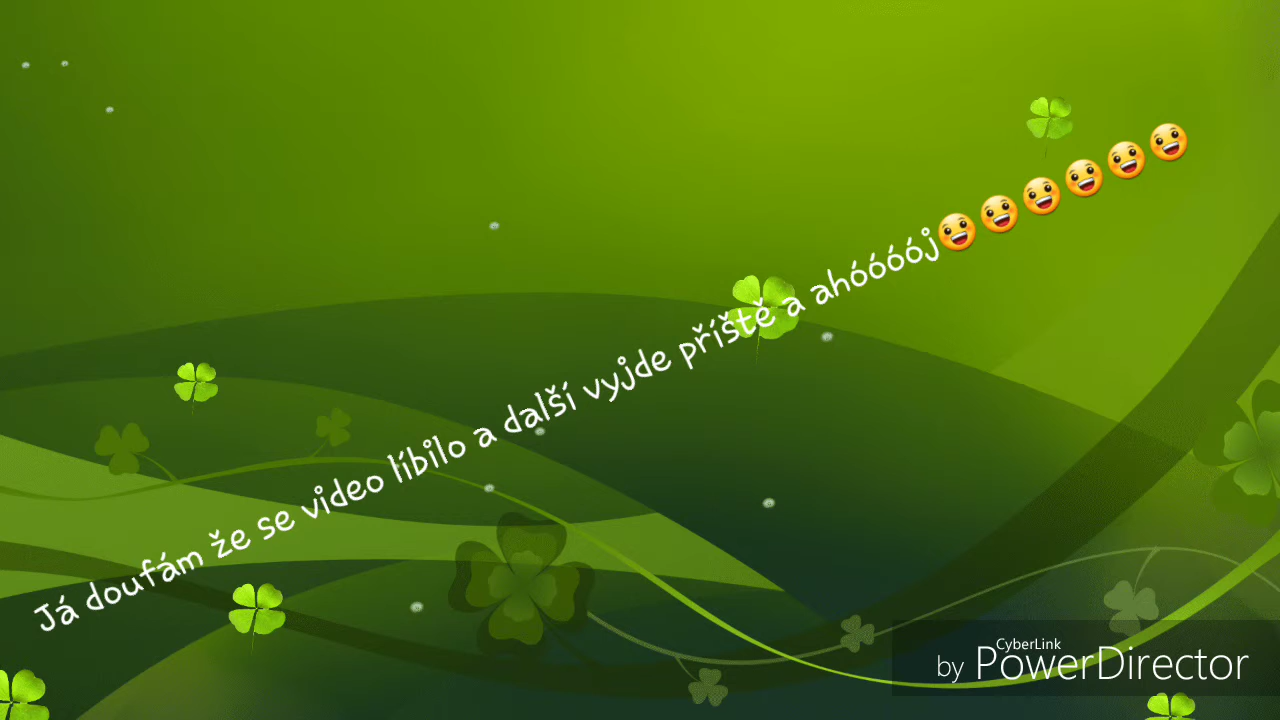 Já doufám že se video líbilo a další vyjde příště a ahóóóój😀😀😀😀😀😀
CyberLink
by PowerDirector